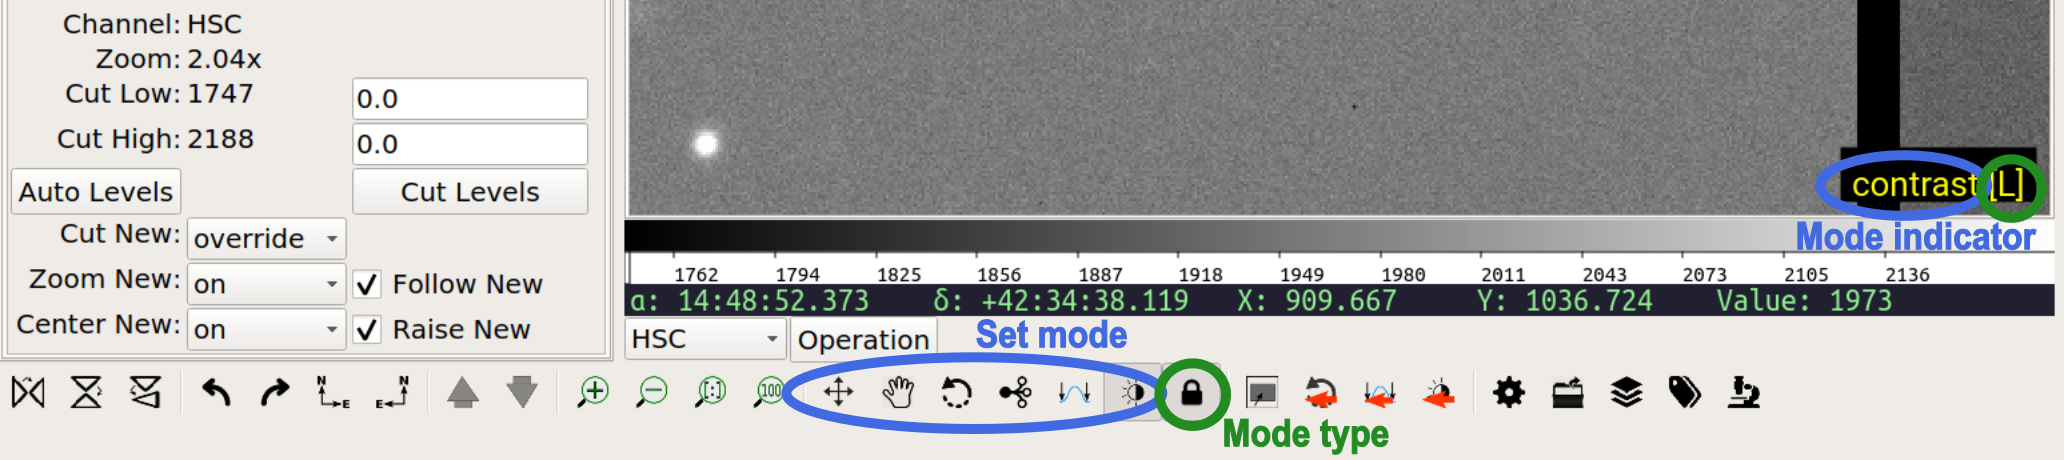 Channel: HSC
Zoom: 2.04x
Cut Low: 1747 0.0
Cut High: 2188 0.0
Auto Levels Cut Levels
Cut New: override
Zoom New: on Follow New
Center New: on Raise New
contrast [L]
Mode indicator
1762 1794 1825 1856 1887 1918 1949 1980 2011 2043 2073 2105 2136
α: 14:48:52.373 δ: +42:34:38.119 X: 909.667 Y: 1036.724 Value: 1973
HSC Operation Set mode
N E N E [:] 100
Mode type